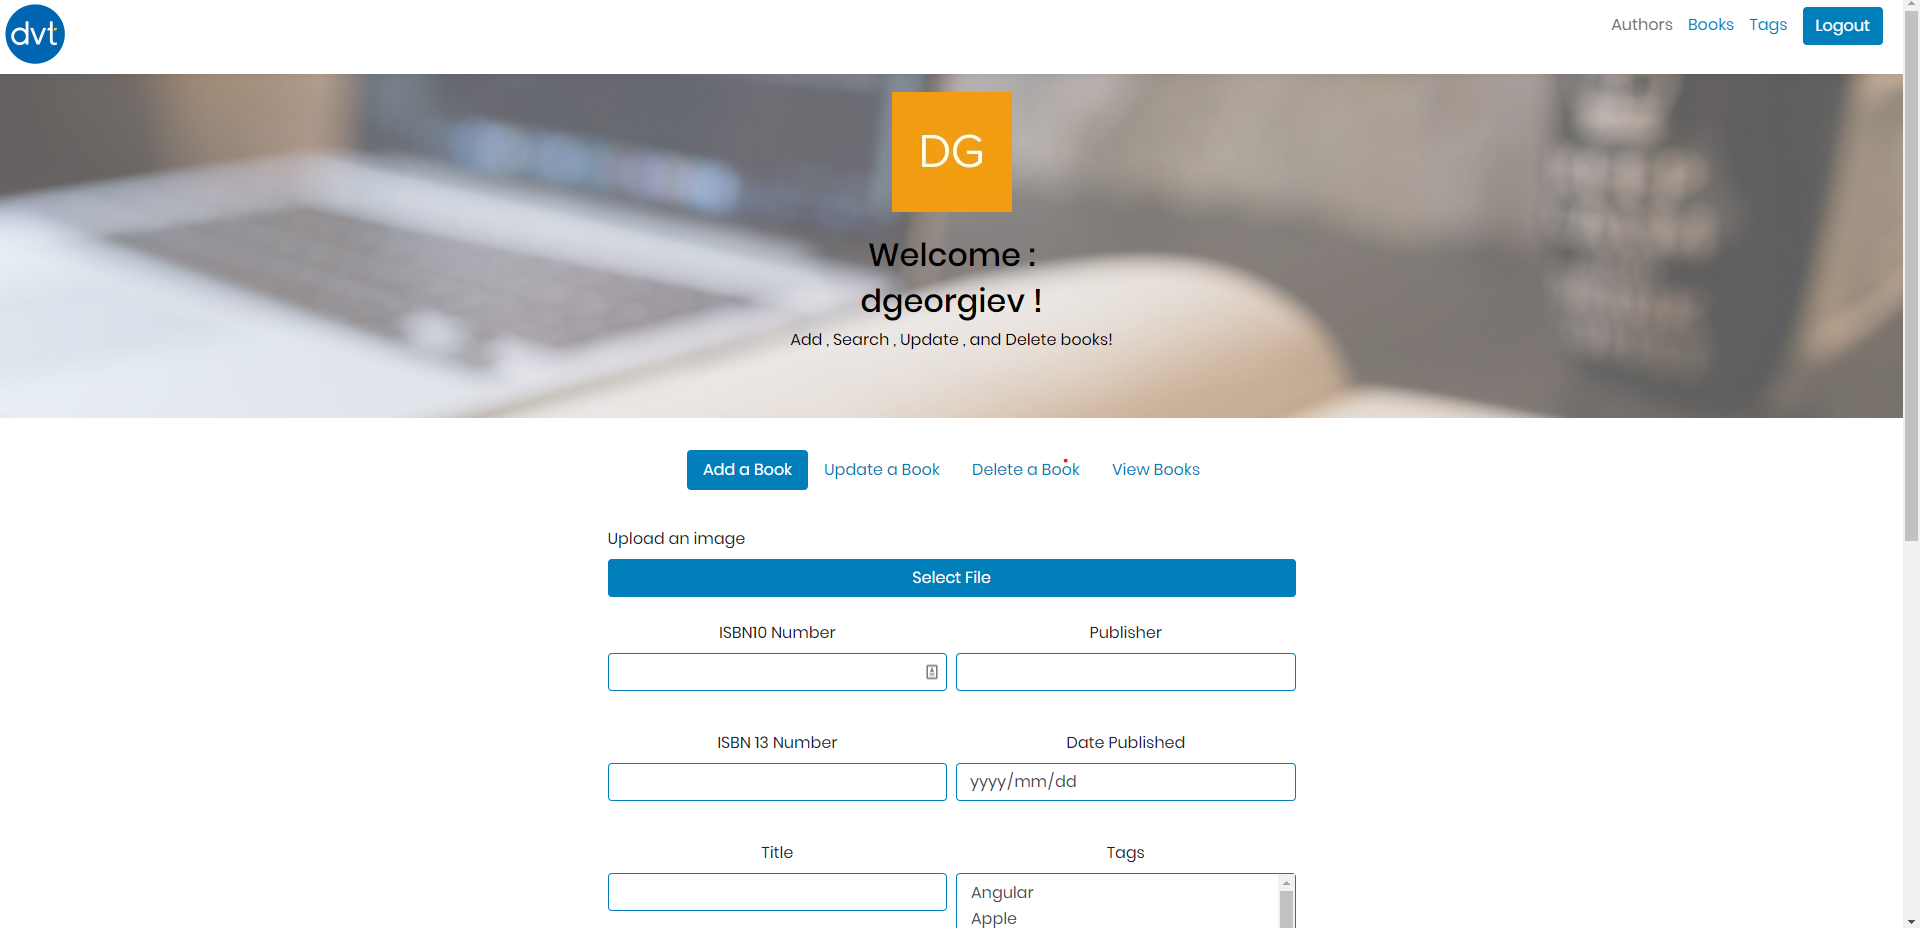 dvt
Authors Books Tags Logout
DG
Welcome :
dgeorgiev !
Add , Search , Update , and Delete books!
Add a Book Update a Book Delete a Book View Books
Upload an image
Select File
ISBN10 Number Publisher
ISBN 13 Number Date Published
yyyy/mm/dd
Title Tags
Angular
Apple